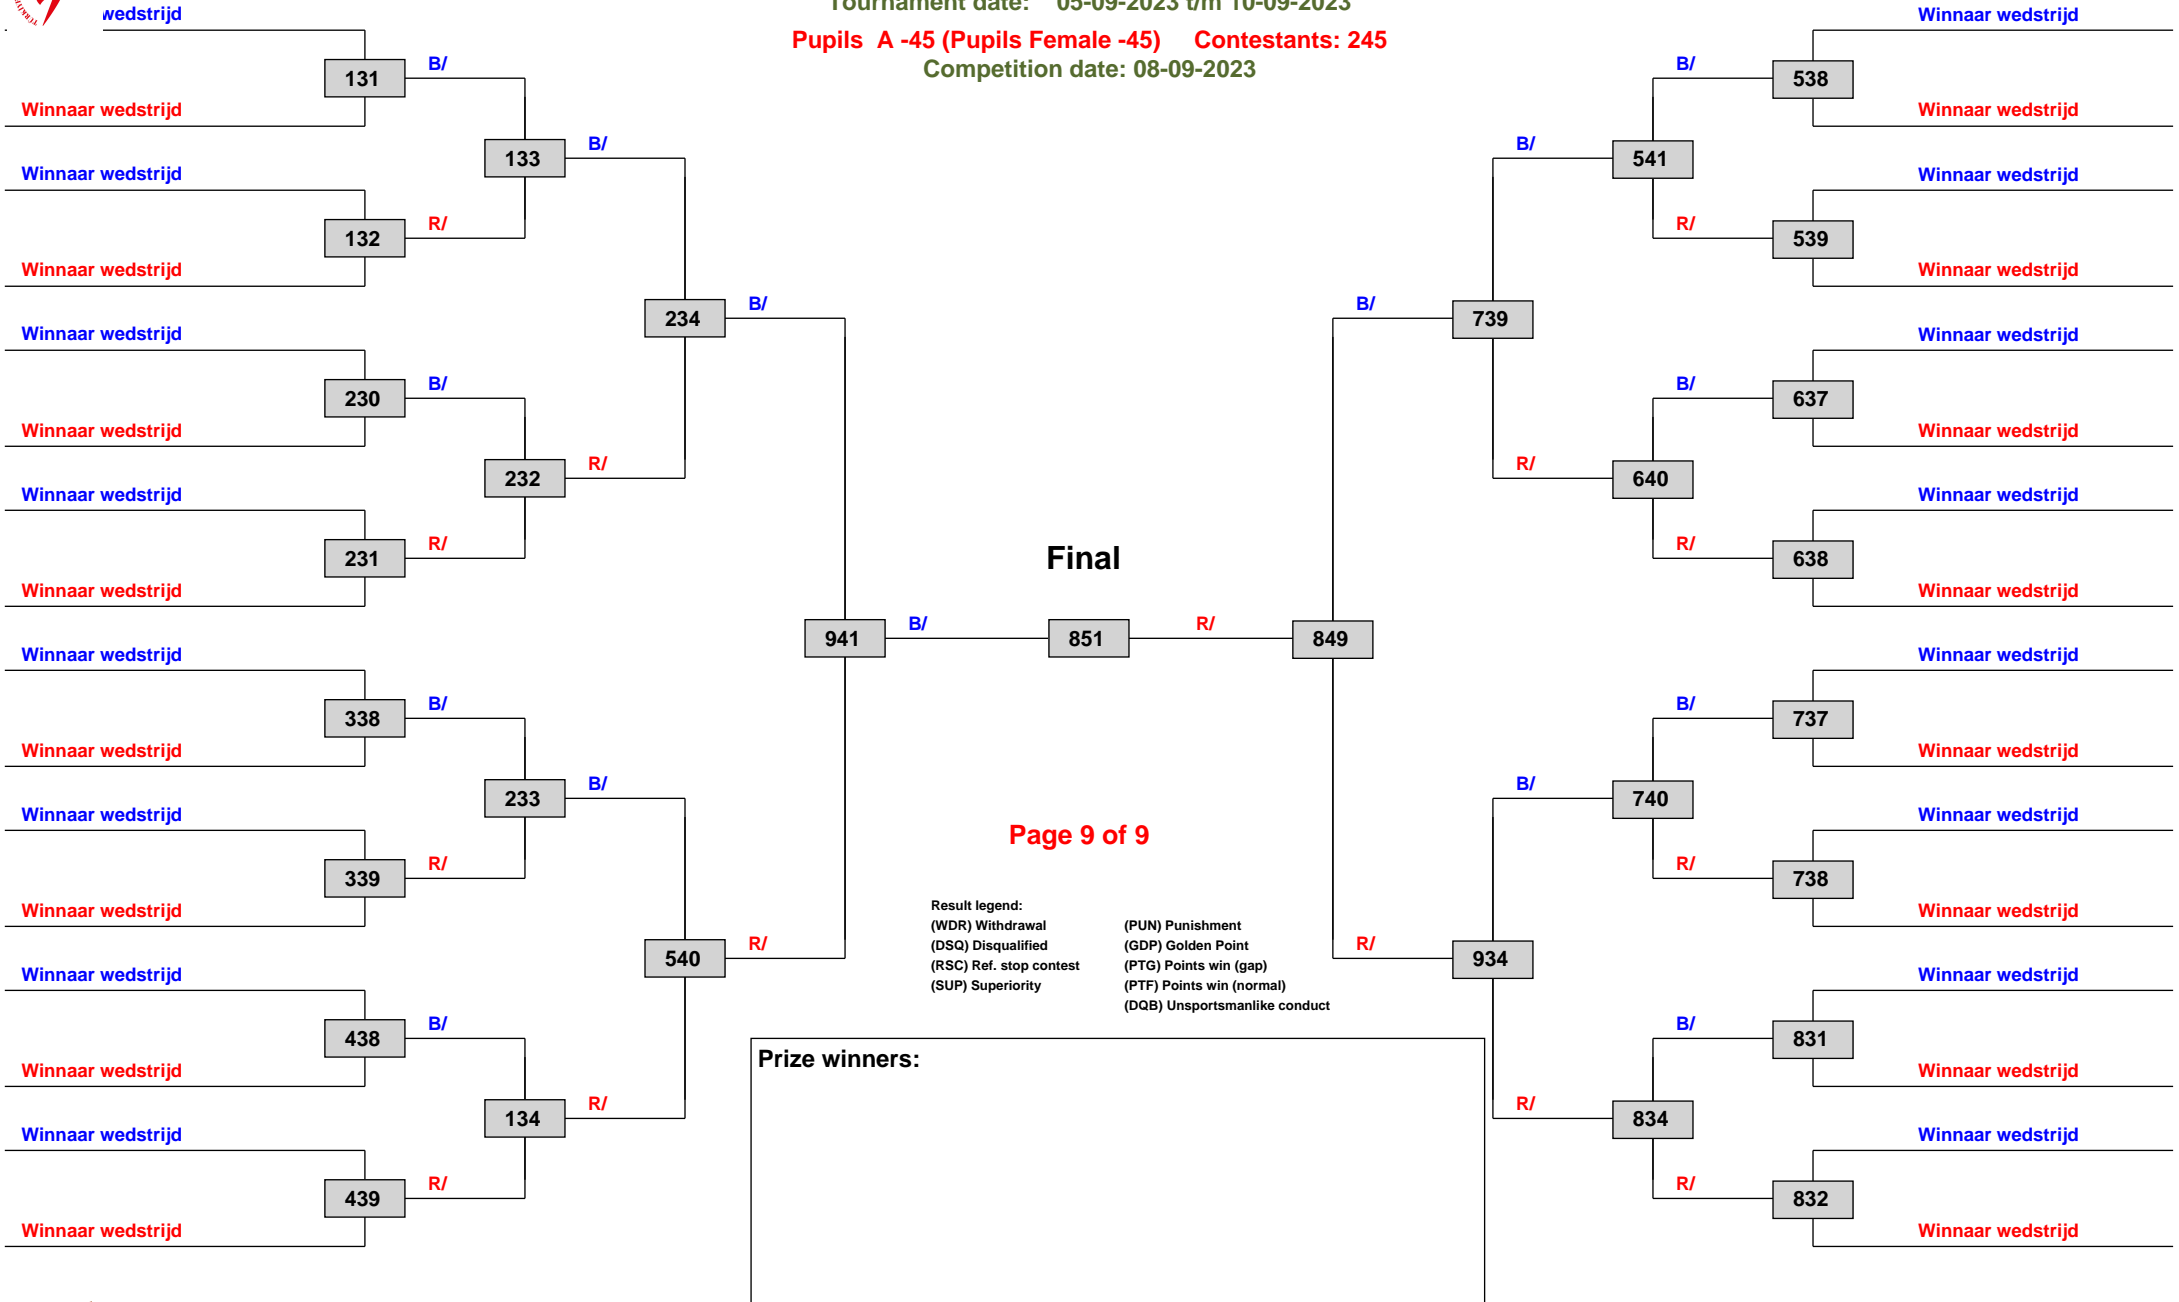 Tournament date: 05-09-2023 t/m 10-09-2023
Pupils A -45 (Pupils Female -45) Contestants: 245
Competition date: 08-09-2023
wedstrijd
131
B/
Winnaar wedstrijd
133
B/
Winnaar wedstrijd
132
R/
Winnaar wedstrijd
234
B/
Winnaar wedstrijd
230
B/
Winnaar wedstrijd
232
R/
Winnaar wedstrijd
231
R/
Winnaar wedstrijd
941
B/
Winnaar wedstrijd
338
B/
Winnaar wedstrijd
233
B/
Winnaar wedstrijd
339
R/
Winnaar wedstrijd
540
R/
Winnaar wedstrijd
438
B/
Winnaar wedstrijd
134
R/
Winnaar wedstrijd
439
R/
Winnaar wedstrijd
Final
851
R/
849
Page 9 of 9
Result legend:
(WDR) Withdrawal (PUN) Punishment
(DSQ) Disqualified (GDP) Golden Point
(RSC) Ref. stop contest (PTG) Points win (gap)
(SUP) Superiority (PTF) Points win (normal)
(DQB) Unsportsmanlike conduct
Prize winners:
Winnaar wedstrijd
B/
538
Winnaar wedstrijd
B/
541
Winnaar wedstrijd
R/
539
Winnaar wedstrijd
B/
739
Winnaar wedstrijd
B/
637
Winnaar wedstrijd
R/
640
Winnaar wedstrijd
R/
638
Winnaar wedstrijd
Winnaar wedstrijd
B/
737
Winnaar wedstrijd
B/
740
Winnaar wedstrijd
R/
738
Winnaar wedstrijd
R/
934
Winnaar wedstrijd
B/
831
Winnaar wedstrijd
R/
834
Winnaar wedstrijd
R/
832
Winnaar wedstrijd